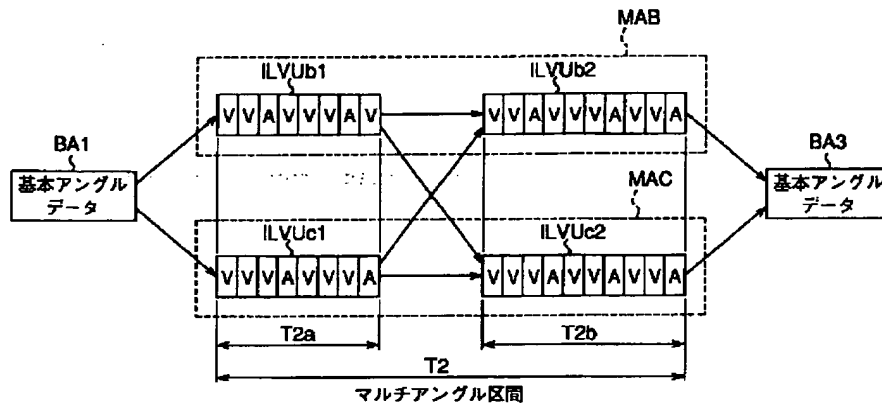 MAB
ILVUb1
ILVUb2
V V A V V V A V
V V A V V V A V V A
BA1
基本アングル
データ
BA3
基本アングル
データ
MAC
ILVUc1
ILVUc2
V V V A V V V A
V V V A V V A V V A
T2a
T2b
T2
マルチアングル区間